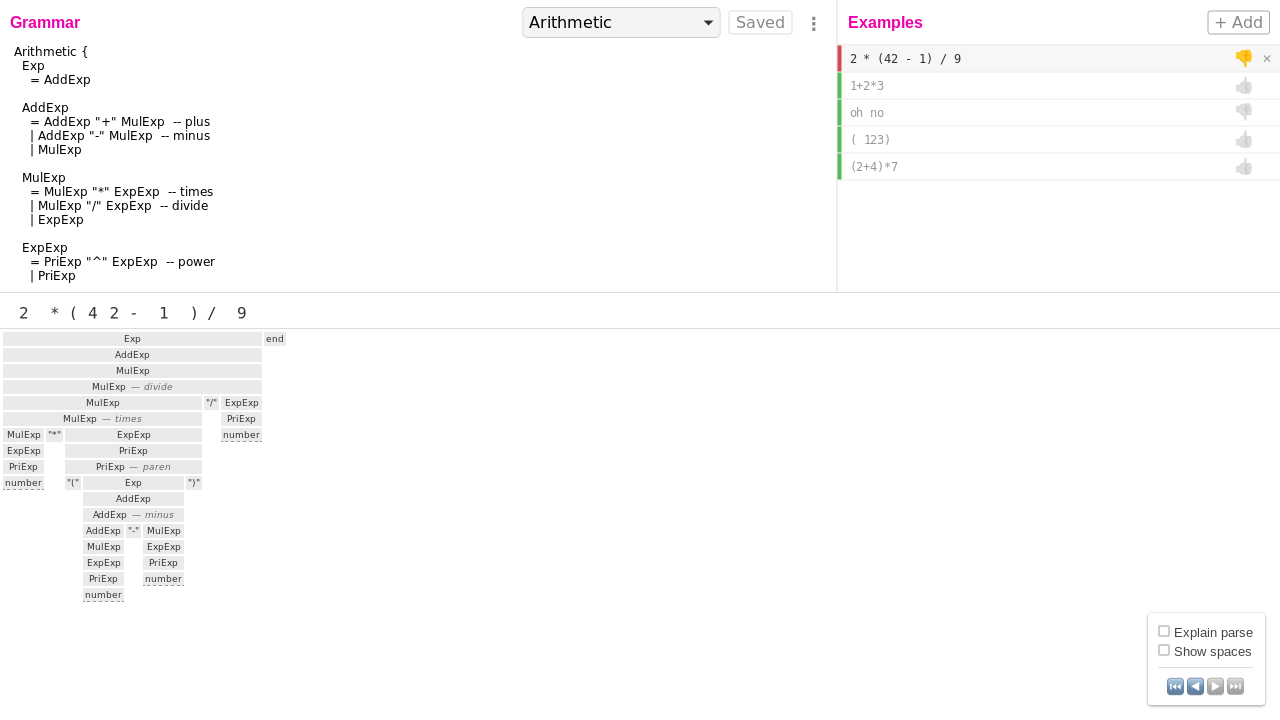 Grammar
Arithmetic
Saved
Examples
+ Add
Arithmetic {
Exp
= AddExp
AddExp
= AddExp "+" MulExp -- plus
| AddExp "-" MulExp -- minus
| MulExp
MulExp
= MulExp "*" ExpExp -- times
| MulExp "/" ExpExp -- divide
| ExpExp
ExpExp
= PriExp "^" ExpExp -- power
| PriExp
2 * (42 - 1) / 9
1+2*3
oh no
( 123)
(2+4)*7
2 * ( 4 2 - 1 ) / 9
Exp end
AddExp
MulExp
MulExp — divide
MulExp "/" ExpExp
MulExp — times PriExp
MulExp "*" ExpExp number
ExpExp PriExp
PriExp PriExp — paren
number "(" Exp ")"
AddExp
AddExp — minus
AddExp "-" MulExp
MulExp ExpExp
ExpExp PriExp
PriExp number
number
Explain parse
Show spaces